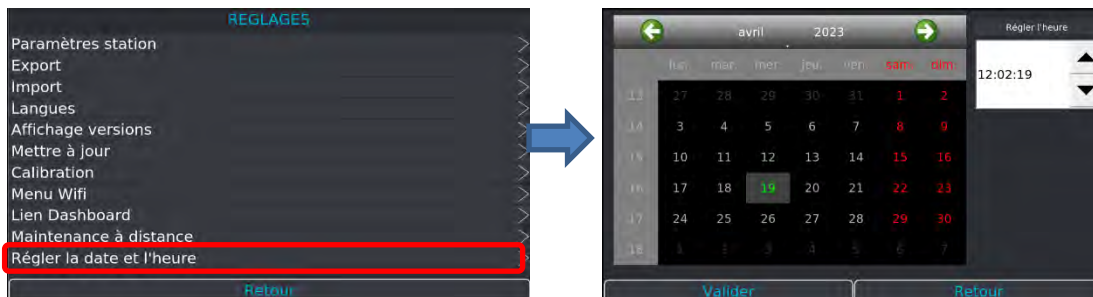 REGLAGES
Paramètres station
Export
Import
Langues
Affichage versions
Mettre à jour
Calibration
Menu Wifi
Lien Dashboard
Maintenance à distance
Régler la date et l'heure
Retour
avril 2023
lun. mar. mer. jeu. ven. sam. dim.
13 27 28 29 30 31 1 2
14 3 4 5 6 7 8 9
15 10 11 12 13 14 15 16
16 17 18 19 20 21 22 23
17 24 25 26 27 28 29 30
18 1 2 3 4 5 6 7
Régler l'heure
12:02:19
Valider
Retour